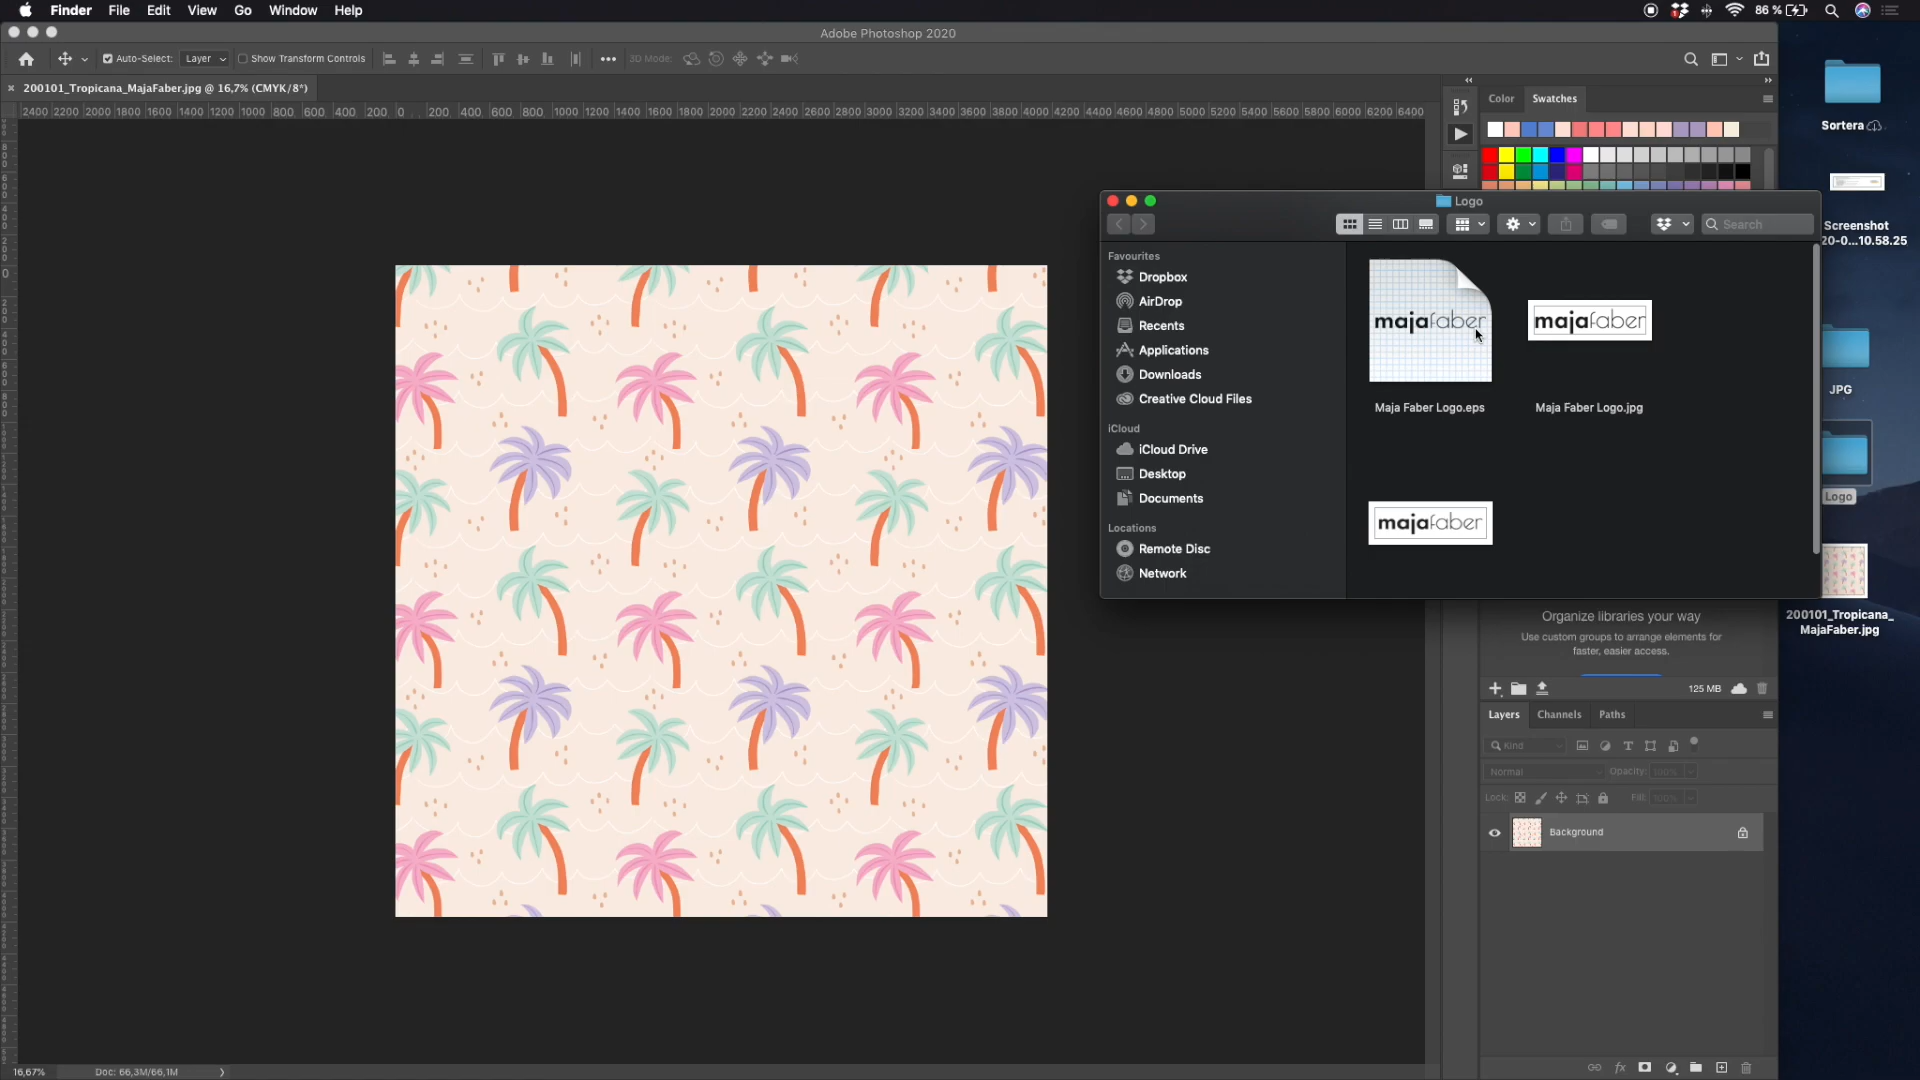 Finder File Edit View Go Window Help
86 %
Adobe Photoshop 2020
Auto-Select: Layer Show Transform Controls 3D Mode:
200101_Tropicana_MajaFaber.jpg @ 16,7% (CMYK/8*)
2400 2200 2000 1800 1600 1400 1200 1000 800 600 400 200 0 200 400 600 800 1000 1200 1400 1600 1800 2000 2200 2400 2600 2800 3000 3200 3400 3600 3800 4000 4200 4400 4600 4800 5000 5200 5400 5600 5800 6000 6200 6400
Color Swatches
Sortera
Screenshot
20-0...10.58.25
JPG
Logo
200101_Tropicana_
MajaFaber.jpg
Logo
Search
Favourites
Dropbox
AirDrop
Recents
Applications
Downloads
Creative Cloud Files
iCloud
iCloud Drive
Desktop
Documents
Locations
Remote Disc
Network
majafaber
Maja Faber Logo.eps
majafaber
Maja Faber Logo.jpg
majafaber
Organize libraries your way
Use custom groups to arrange elements for
faster, easier access.
125 MB
Layers Channels Paths
Kind
Normal Opacity: 100%
Lock: Fill: 100%
Background
fx
16,67% Doc: 66,3M/66,1M